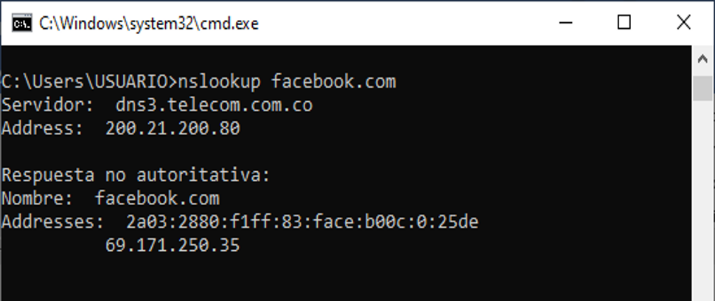 C:\Windows\system32\cmd.exe
C:\Users\USUARIO>nslookup facebook.com
Servidor:  dns3.telecom.com.co
Address:  200.21.200.80
Respuesta no autoritativa:
Nombre:  facebook.com
Addresses:  2a03:2880:f1ff:83:face:b00c:0:25de
69.171.250.35